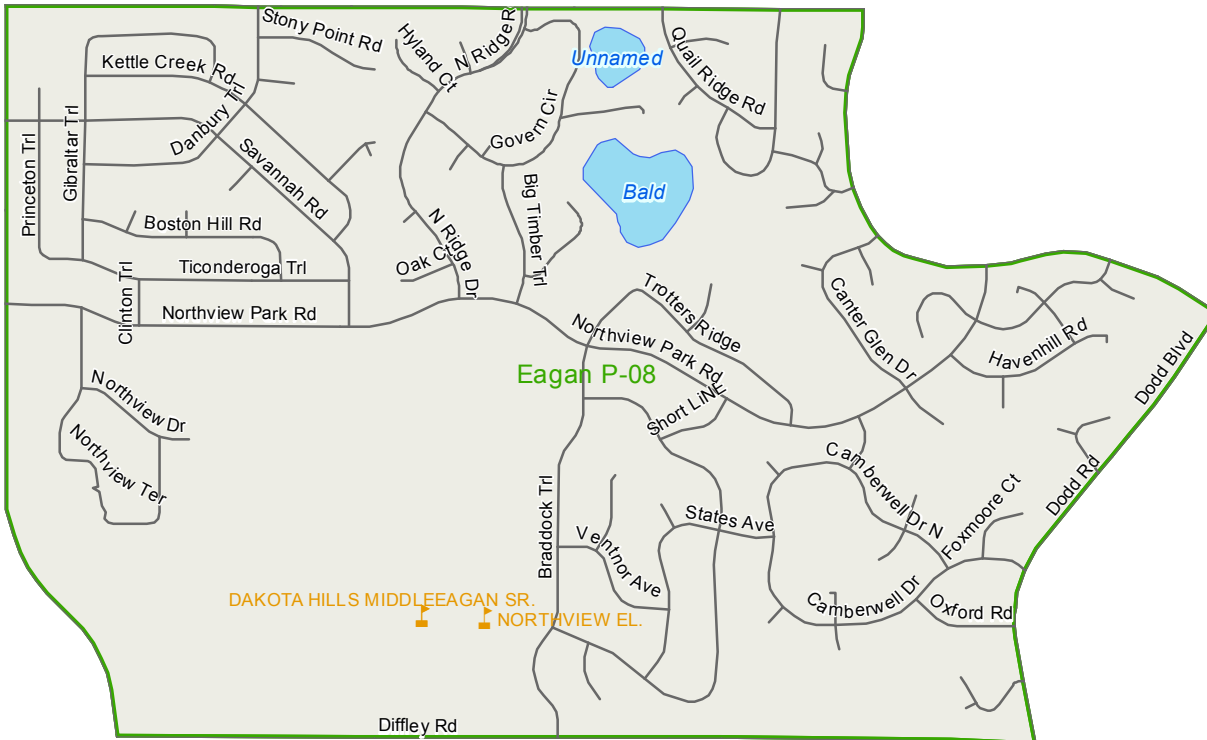 Stony Point Rd
Hyland Ct
N RidgeR
Unnamed
Quail Ridge Rd
Kettle Creek Rd
Danbury Trl
Govern Cir
Princeton Trl
Gibraltar Trl
Savannah Rd
Bald
Boston Hill Rd
N Ridge Dr
Big Timber Trl
Oak Ct
Ticonderoga Trl
Clinton Trl
Northview Park Rd
Trotters Ridge
Canter Glen Dr
Northview Park Rd
Havenhill Rd
Dodd Blvd
Eagan P-08
Short LiNE
Northview Dr
Northview Ter
Camberwell Dr N
Dodd Rd
Foxmoore Ct
Braddock Trl
States Ave
Ventnor Ave
Camberwell Dr
Oxford Rd
DAKOTA HILLS MIDDLEEAGAN SR.
NORTHVIEW EL.
Diffley Rd